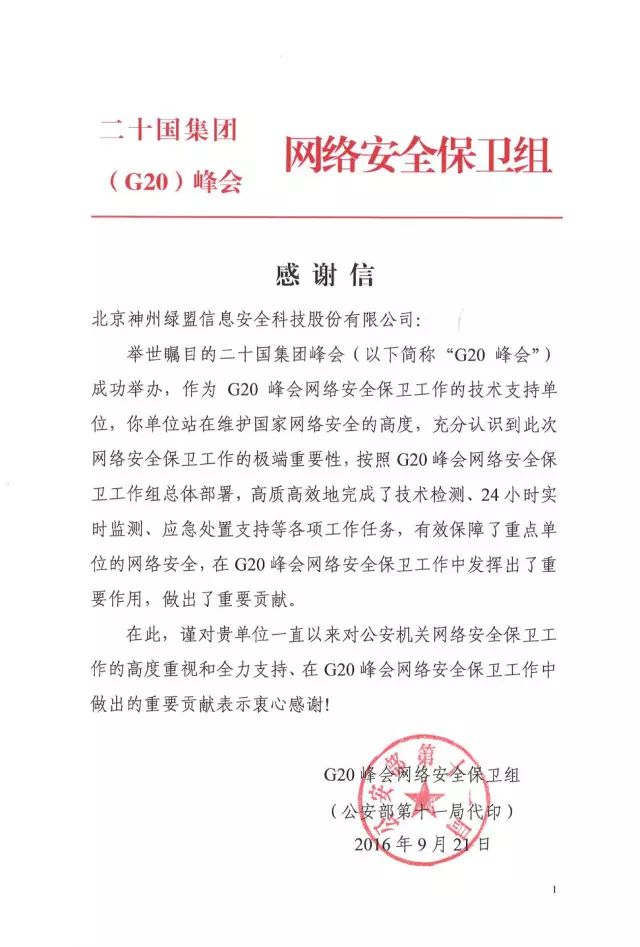 二十国集团
（G20）峰会
网络安全保卫组
感谢信
北京神州绿盟信息安全科技股份有限公司：
举世瞩目的二十国集团峰会（以下简称“G20 峰会”）
成功举办，作为 G20 峰会网络安全保卫工作的技术支持单
位，你单位站在维护国家网络安全的高度，充分认识到此次
网络安全保卫工作的极端重要性，按照 G20 峰会网络安全保
卫工作组总体部署，高质高效地完成了技术检测、24 小时实
时监测、应急处置支持等各项工作任务，有效保障了重点单
位的网络安全，在 G20 峰会网络安全保卫工作中发挥出了重
要作用，做出了重要贡献。
在此，谨对贵单位一直以来对公安机关网络安全保卫工
作的高度重视和全力支持、在 G20 峰会网络安全保卫工作中
做出的重要贡献表示衷心感谢！
公安部第十一局
G20 峰会网络安全保卫组
（公安部第十一局代印）
2016 年 9 月 21 日
1